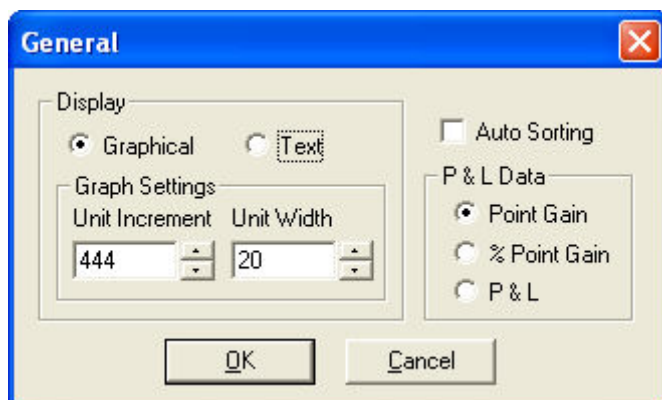 General
Display
Graphical Text
Auto Sorting
Graph Settings
Unit Increment Unit Width
444 20
P & L Data
Point Gain
% Point Gain
P & L
OK Cancel